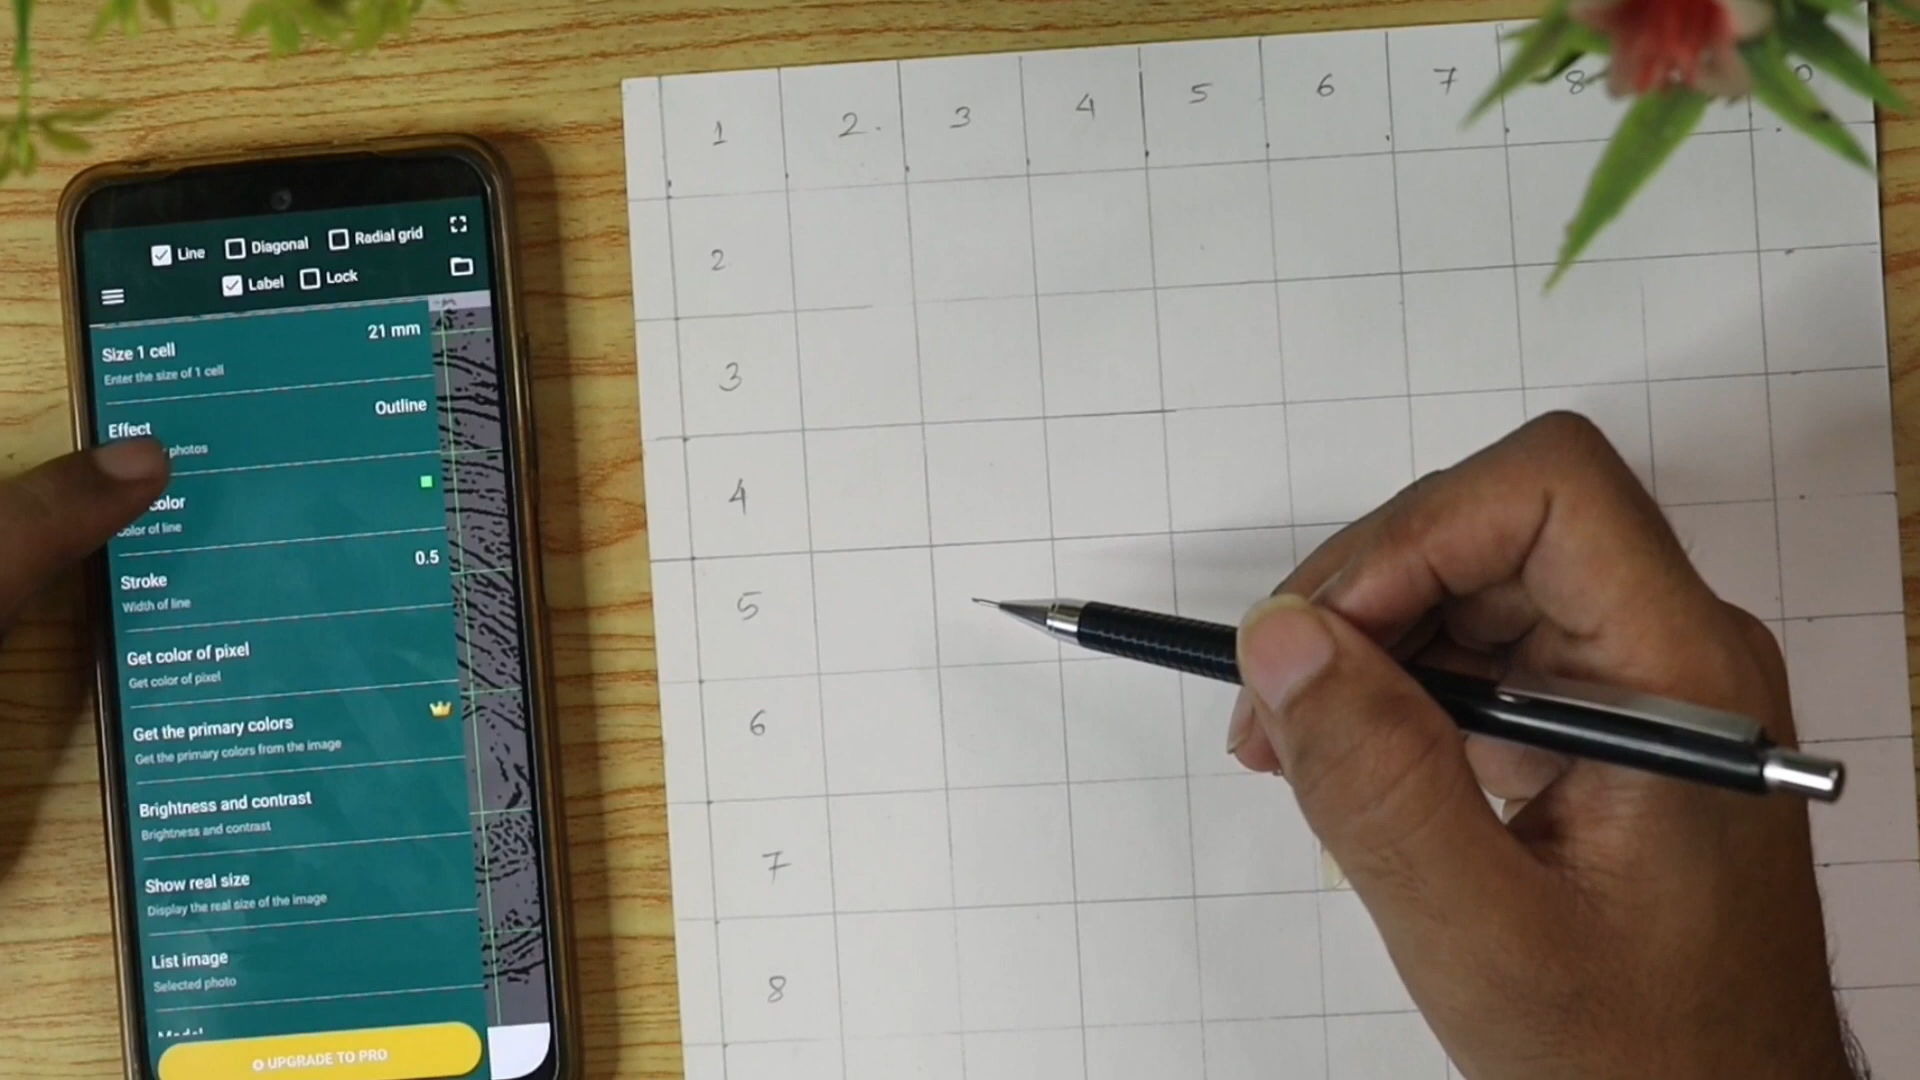 Line Diagonal Radial grid
Label Lock
Size 1 cell 21 mm
Enter the size of 1 cell
Effect Outline
photos
color
Color of line
Stroke 0.5
Width of line
Get color of pixel
Get color of pixel
Get the primary colors
Get the primary colors from the image
Brightness and contrast
Brightness and contrast
Show real size
Display the real size of the image
List image
Selected photo
UPGRADE TO PRO
1 2. 3 4 5 6 7 8
2
3
4
5
6
7
8